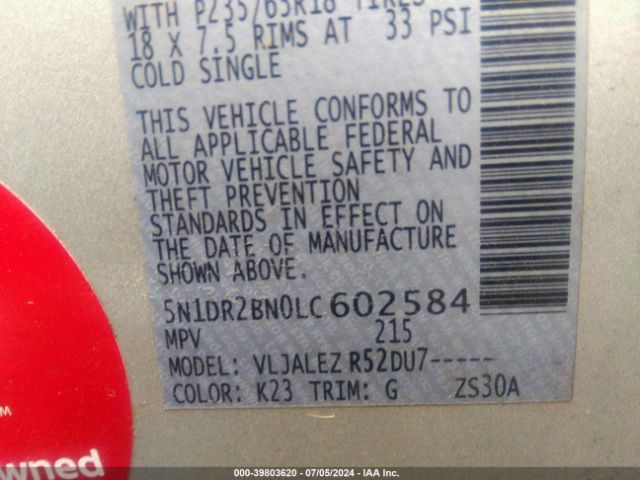 WITH P235/65R18 TIRES
18 X 7.5 RIMS AT 33 PSI
COLD SINGLE
THIS VEHICLE CONFORMS TO
ALL APPLICABLE FEDERAL
MOTOR VEHICLE SAFETY AND
THEFT PREVENTION
STANDARDS IN EFFECT ON
THE DATE OF MANUFACTURE
SHOWN ABOVE.
5N1DR2BN0LC602584
MPV 215
MODEL: VLJALEZ R52DU7-----
COLOR: K23 TRIM: G ZS30A
TM
wned
000-39803620 - 07/05/2024 - IAA Inc.